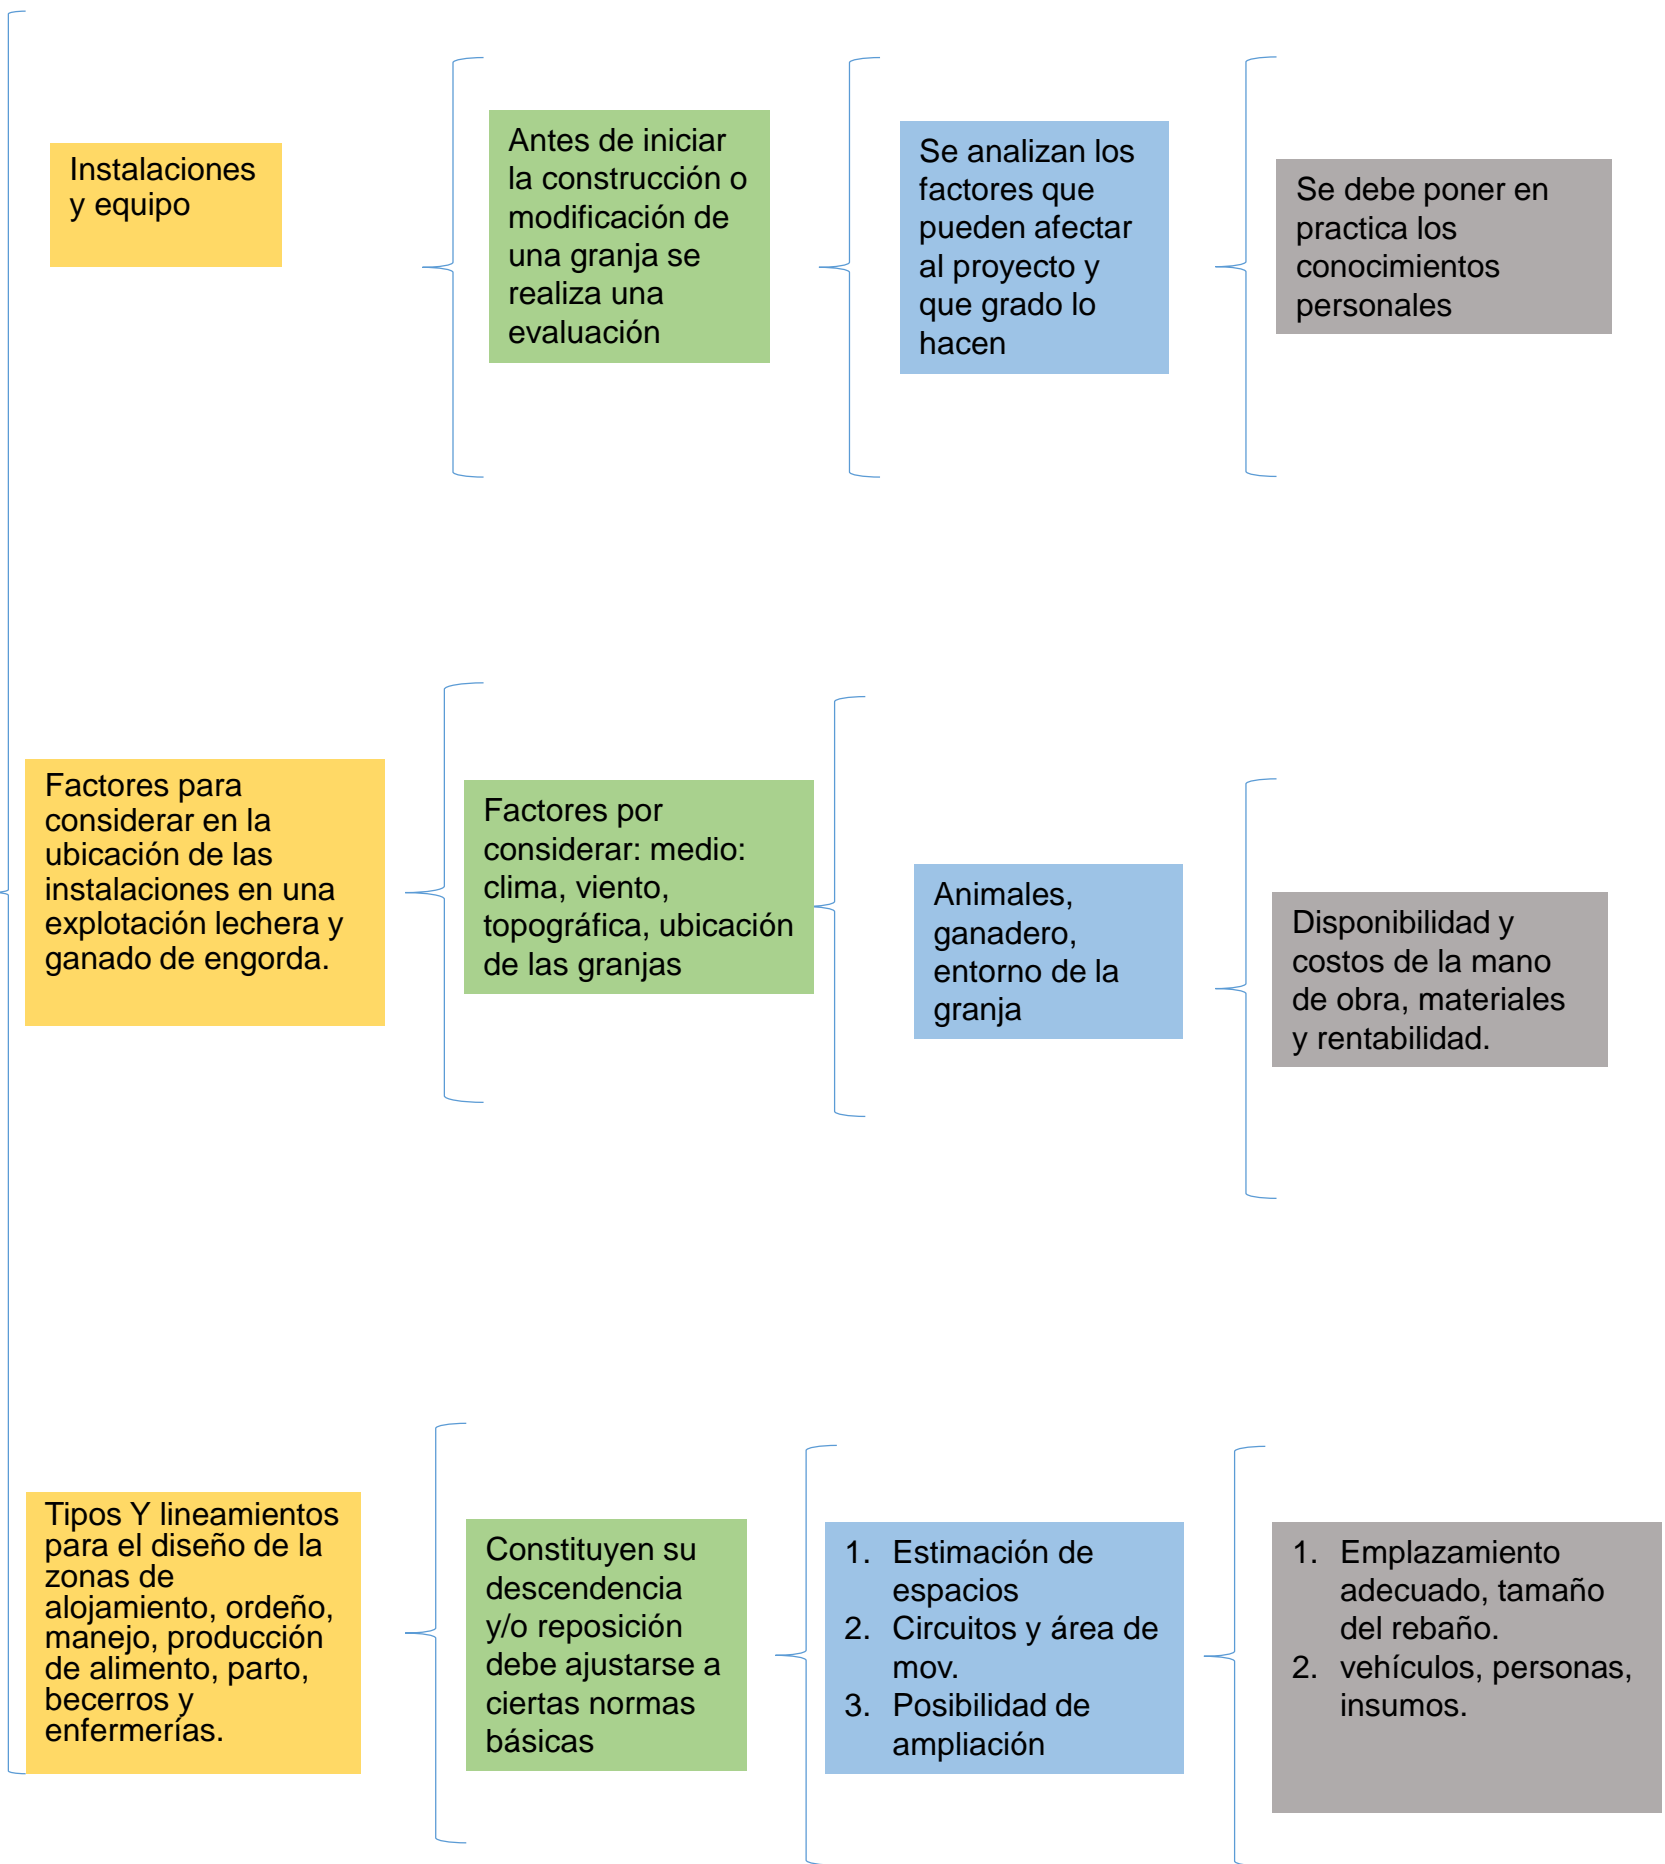 Instalaciones
y equipo
Antes de iniciar
la construcción o
modificación de
una granja se
realiza una
evaluación
Se analizan los
factores que
pueden afectar
al proyecto y
que grado lo
hacen
Se debe poner en
practica los
conocimientos
personales
Factores para
considerar en la
ubicación de las
instalaciones en una
explotación lechera y
ganado de engorda.
Factores por
considerar: medio:
clima, viento,
topográfica, ubicación
de las granjas
Animales,
ganadero,
entorno de la
granja
Disponibilidad y
costos de la mano
de obra, materiales
y rentabilidad.
Tipos Y lineamientos
para el diseño de la
zonas de
alojamiento, ordeño,
manejo, producción
de alimento, parto,
becerros y
enfermerías.
Constituyen su
descendencia
y/o reposición
debe ajustarse a
ciertas normas
básicas
1. Estimación de
espacios
2. Circuitos y área de
mov.
3. Posibilidad de
ampliación
1. Emplazamiento
adecuado, tamaño
del rebaño.
2. vehículos, personas,
insumos.